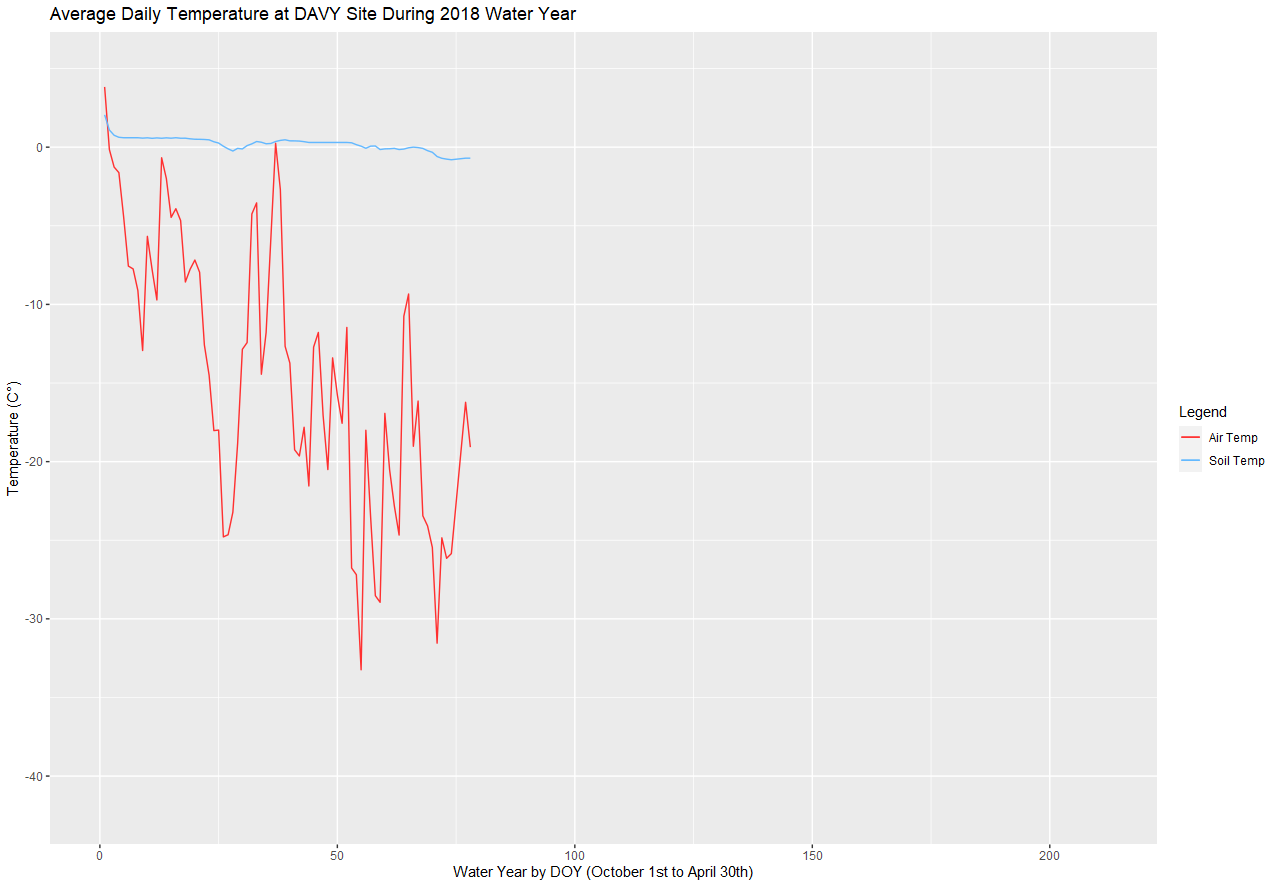 Average Daily Temperature at DAVY Site During 2018 Water Year
Temperature (C°)
0
-10
-20
-30
-40
0 50 100 150 200
Water Year by DOY (October 1st to April 30th)
Legend
Air Temp
Soil Temp